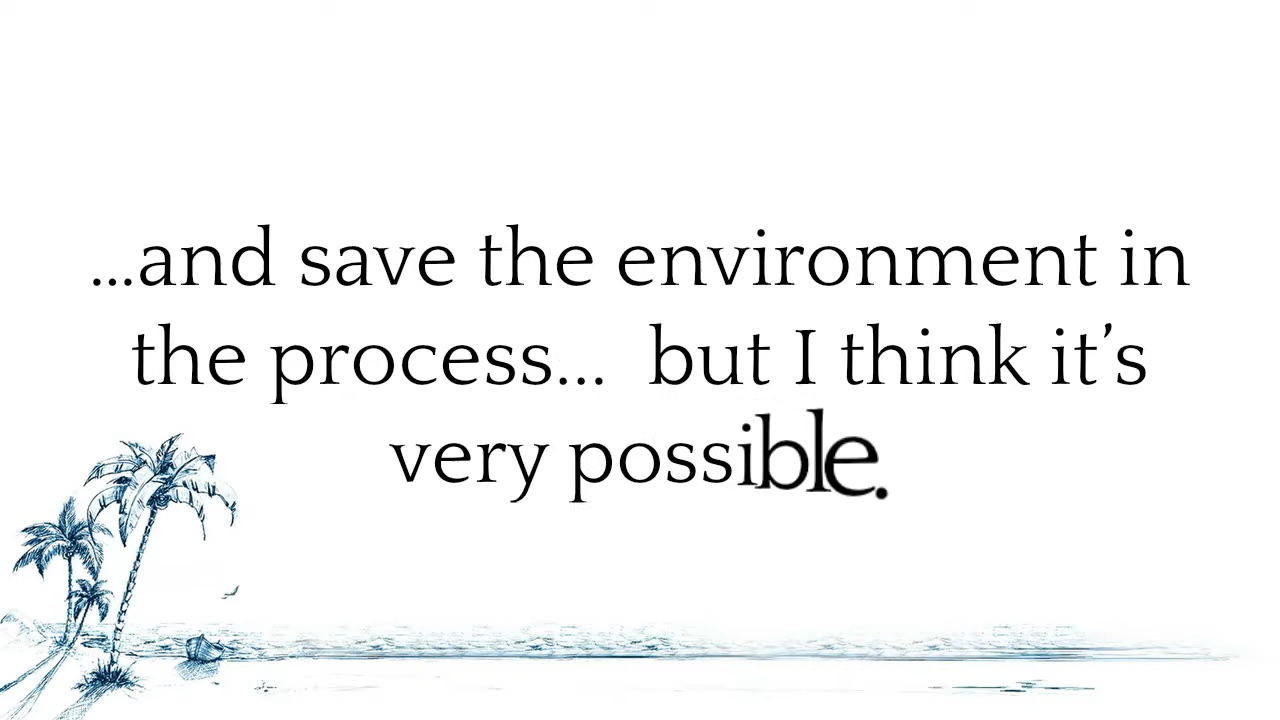 ...and save the environment in
the process...  but I think it’s
very possible.